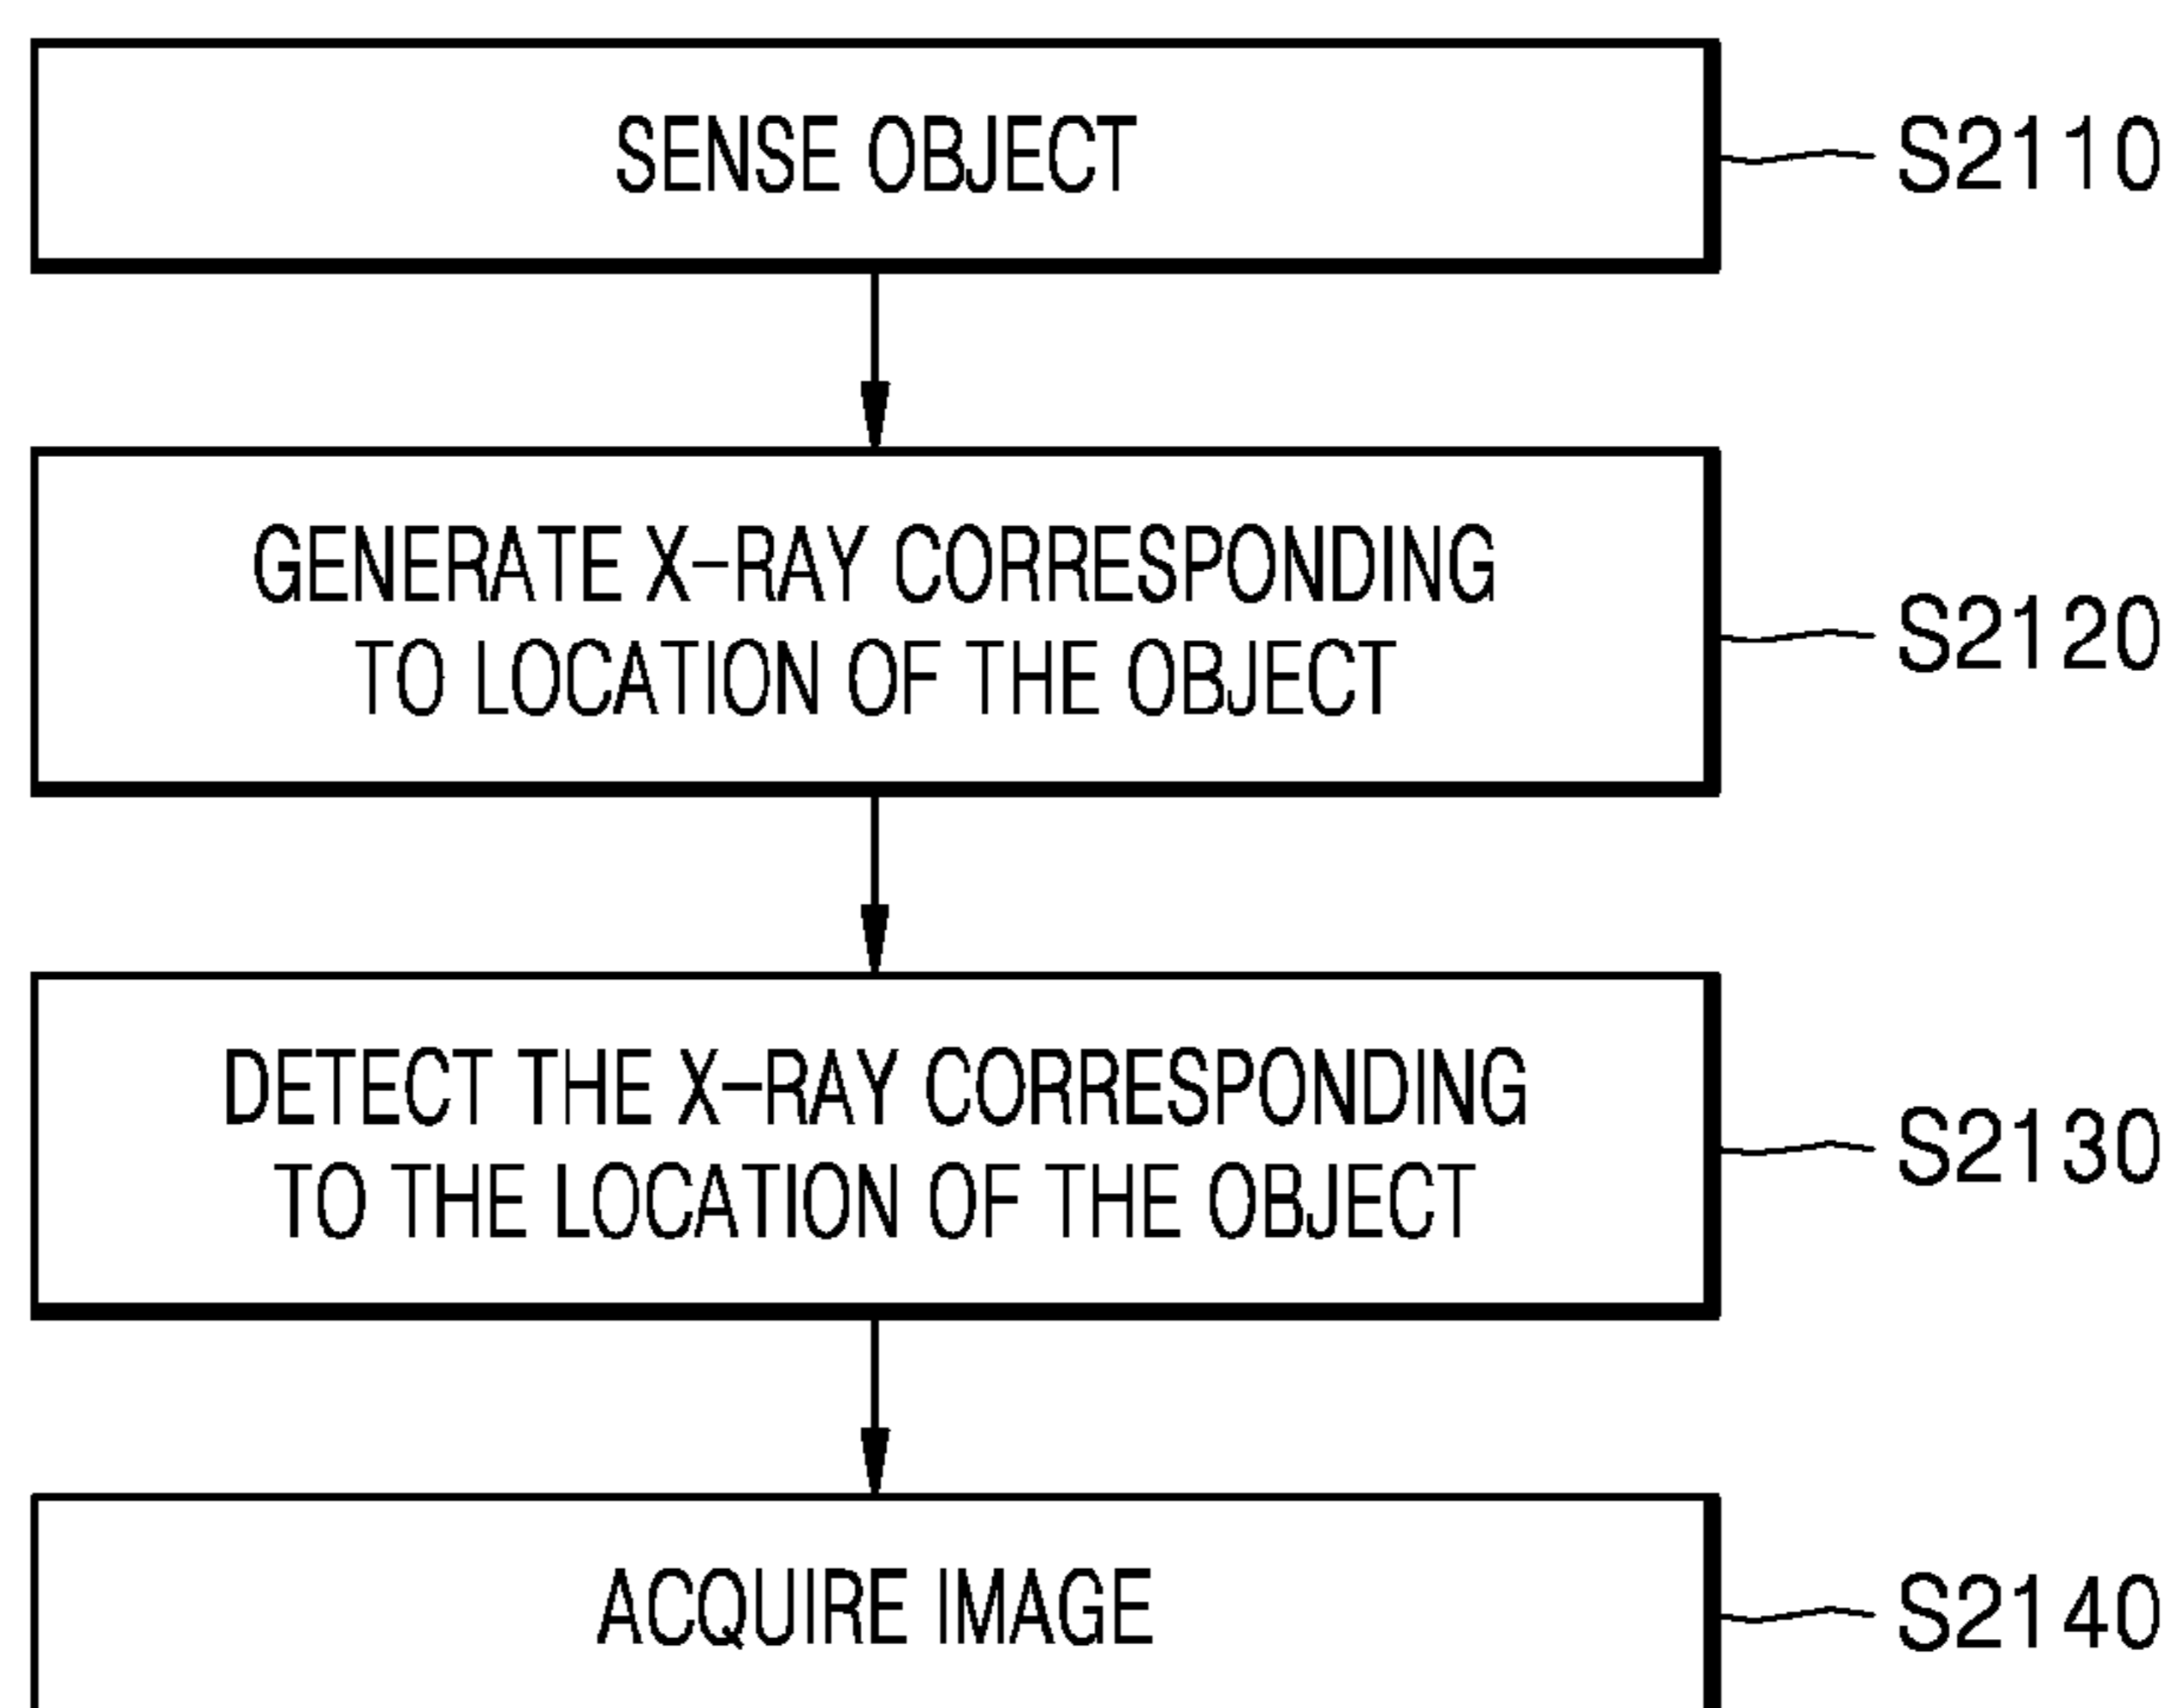 SENSE OBJECT
S2110
GENERATE X-RAY CORRESPONDING
TO LOCATION OF THE OBJECT
S2120
DETECT THE X-RAY CORRESPONDING
TO THE LOCATION OF THE OBJECT
S2130
ACQUIRE IMAGE
S2140